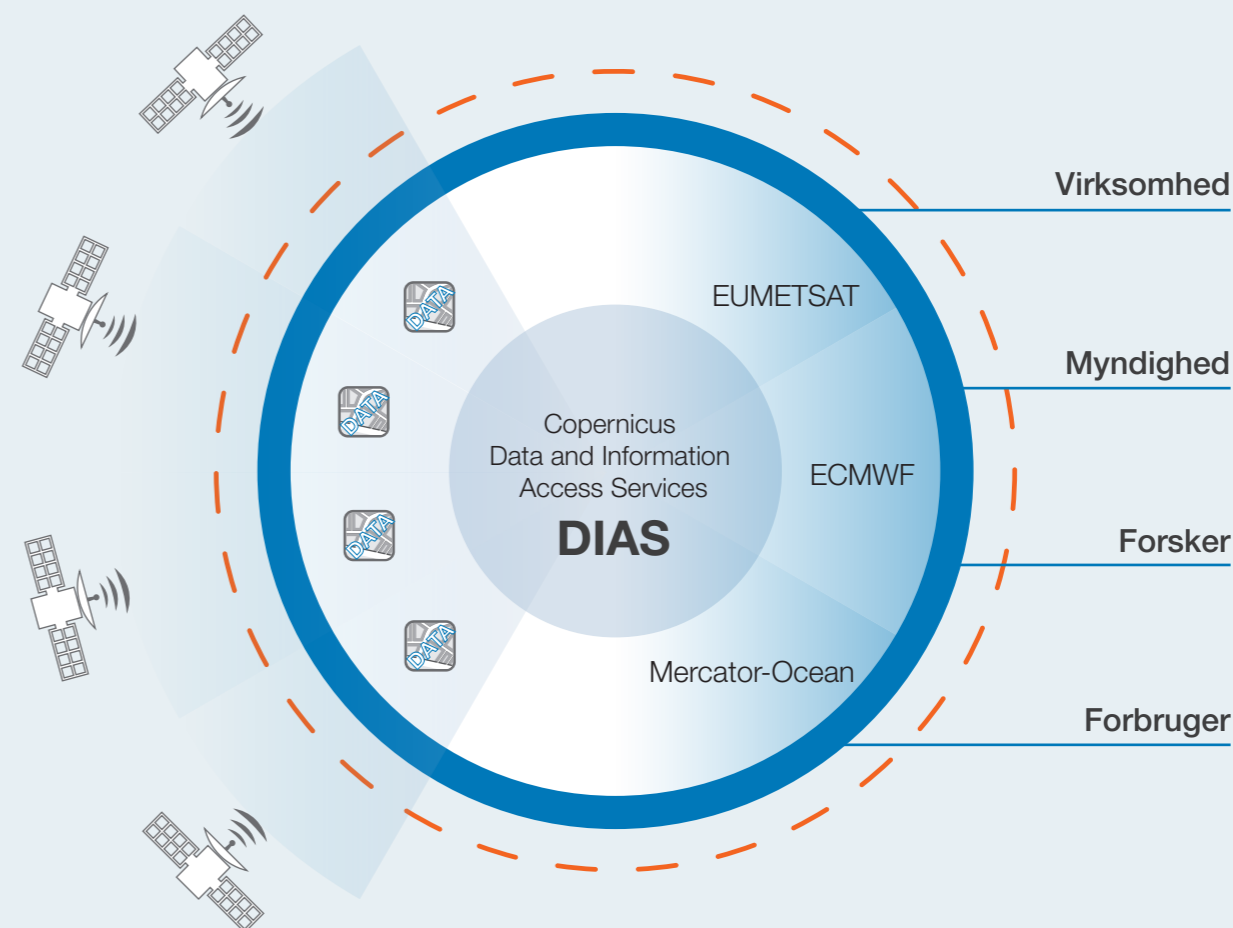 Virksomhed
EUMETSAT
DATA
Myndighed
DATA
Copernicus
Data and Information
Access Services
DIAS
ECMWF
DATA
Forsker
DATA
Mercator-Ocean
Forbruger